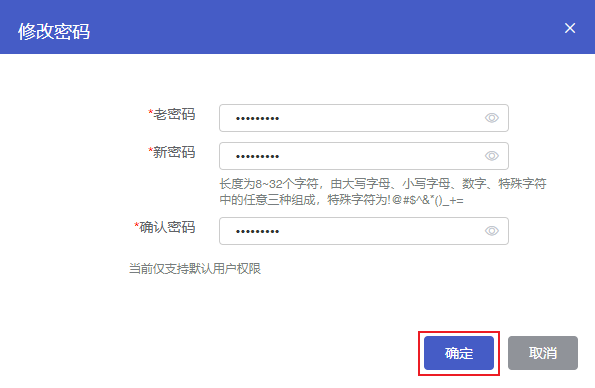 修改密码
*老密码
•••••••••
*新密码
•••••••••
长度为8~32个字符，由大写字母、小写字母、数字、特殊字符
中的任意三种组成，特殊字符为!@#$^&*()_+=
*确认密码
•••••••••
当前仅支持默认用户权限
确定
取消